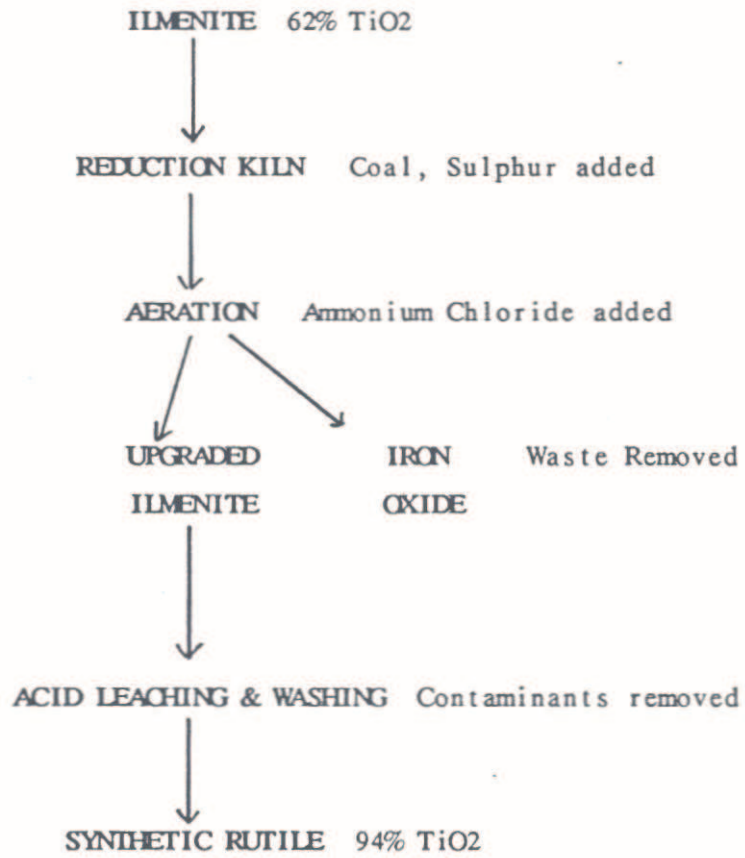 ILMENITE 62% TiO2
REDUCTION KILN Coal, Sulphur added
AERATION Ammonium Chloride added
UPGRADED IRON Waste Removed
ILMENITE OXIDE
ACID LEACHING & WASHING Contaminants removed
SYNTHETIC RUTILE 94% TiO2